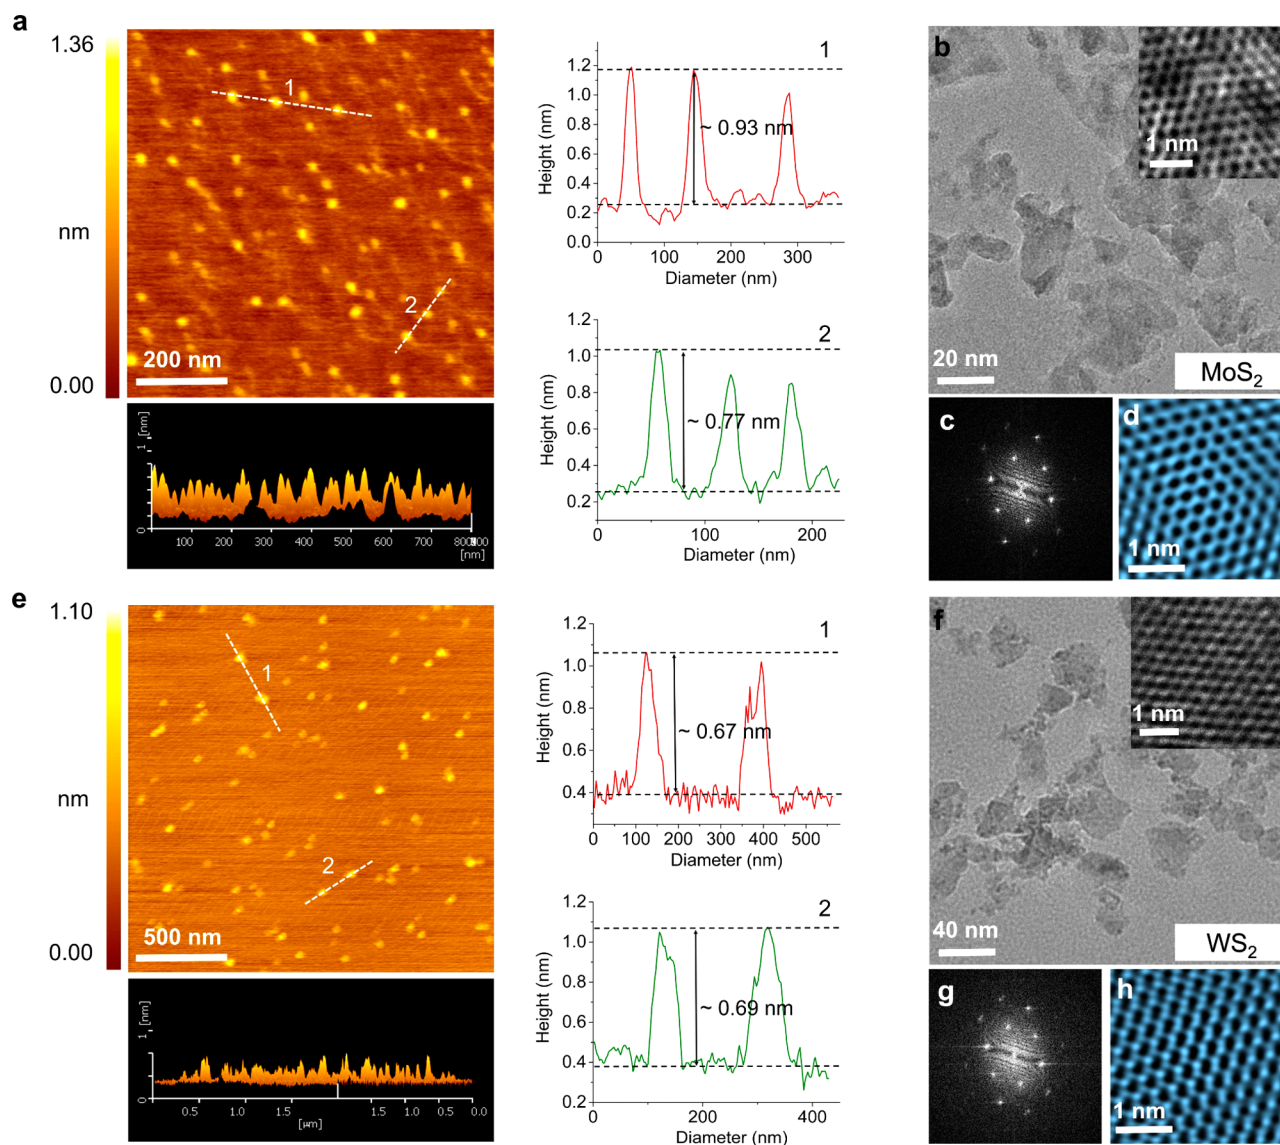 a
1.36
nm
0.00
1
2
200 nm
1 [nm]
0
100 200 300 400 500 600 700
[nm]
1
Height (nm)
1.2
1.0
0.8
0.6
0.4
0.2
0.0
~ 0.93 nm
0 100 200 300
Diameter (nm)
2
Height (nm)
1.2
1.0
0.8
0.6
0.4
0.2
~ 0.77 nm
0 100 200
Diameter (nm)
b
1 nm
20 nm
MoS₂
c
d
1 nm
e
1.10
nm
0.00
1
2
500 nm
1 [nm]
0
0.5 1.0 1.5 1.5 1.0 0.5 0.0
[µm]
1
Height (nm)
1.2
1.0
0.8
0.6
0.4
~ 0.67 nm
0 100 200 300 400 500
Diameter (nm)
2
Height (nm)
1.2
1.0
0.8
0.6
0.4
0.2
~ 0.69 nm
0 200 400
Diameter (nm)
f
1 nm
40 nm
WS₂
g
h
1 nm